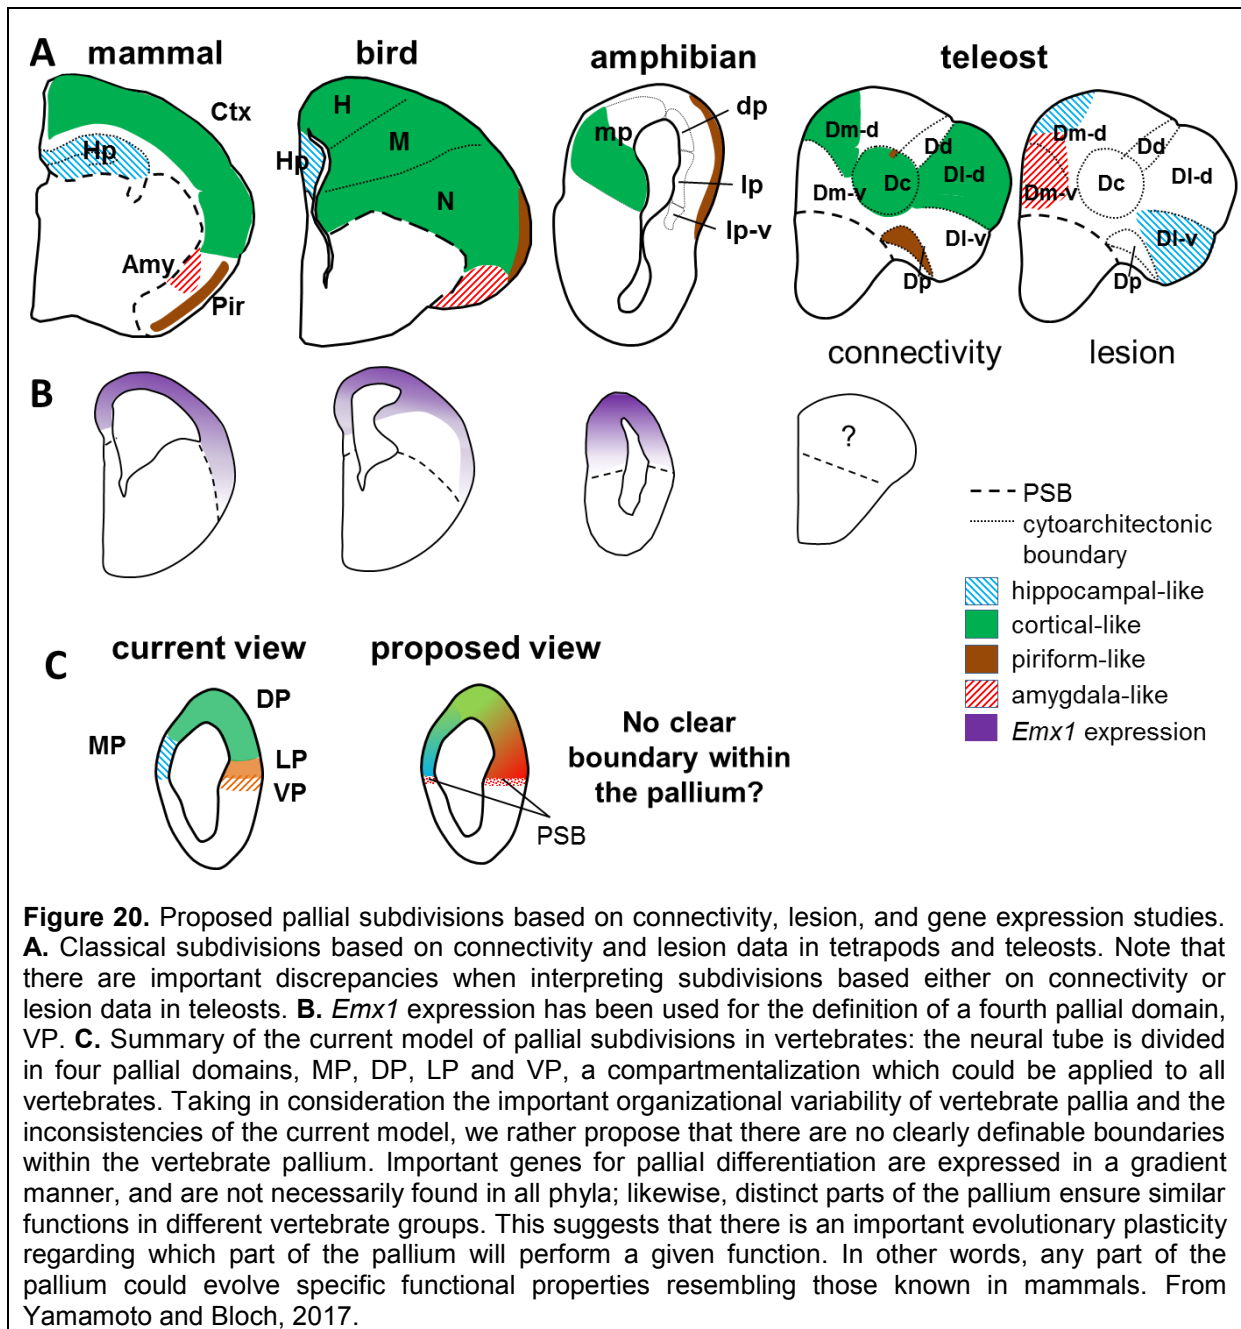 A
mammal
bird
amphibian
teleost
Ctx
Hp
Amy
Pir
H
M
N
Hp
mp
dp
lp
lp-v
Dm-d
Dd
Dc
Dl-d
Dm-v
Dl-v
Dp
Dm-d
Dd
Dc
Dl-d
Dm-v
Dl-v
Dp
connectivity
lesion
B
?
PSB
cytoarchitectonic
boundary
hippocampal-like
cortical-like
piriform-like
amygdala-like
Emx1 expression
C
current view
proposed view
DP
MP
LP
VP
No clear
boundary within
the pallium?
PSB
Figure 20. Proposed pallial subdivisions based on connectivity, lesion, and gene expression studies.
A. Classical subdivisions based on connectivity and lesion data in tetrapods and teleosts. Note that
there are important discrepancies when interpreting subdivisions based either on connectivity or
lesion data in teleosts. B. Emx1 expression has been used for the definition of a fourth pallial domain,
VP. C. Summary of the current model of pallial subdivisions in vertebrates: the neural tube is divided
in four pallial domains, MP, DP, LP and VP, a compartmentalization which could be applied to all
vertebrates. Taking in consideration the important organizational variability of vertebrate pallia and the
inconsistencies of the current model, we rather propose that there are no clearly definable boundaries
within the vertebrate pallium. Important genes for pallial differentiation are expressed in a gradient
manner, and are not necessarily found in all phyla; likewise, distinct parts of the pallium ensure similar
functions in different vertebrate groups. This suggests that there is an important evolutionary plasticity
regarding which part of the pallium will perform a given function. In other words, any part of the
pallium could evolve specific functional properties resembling those known in mammals. From
Yamamoto and Bloch, 2017.